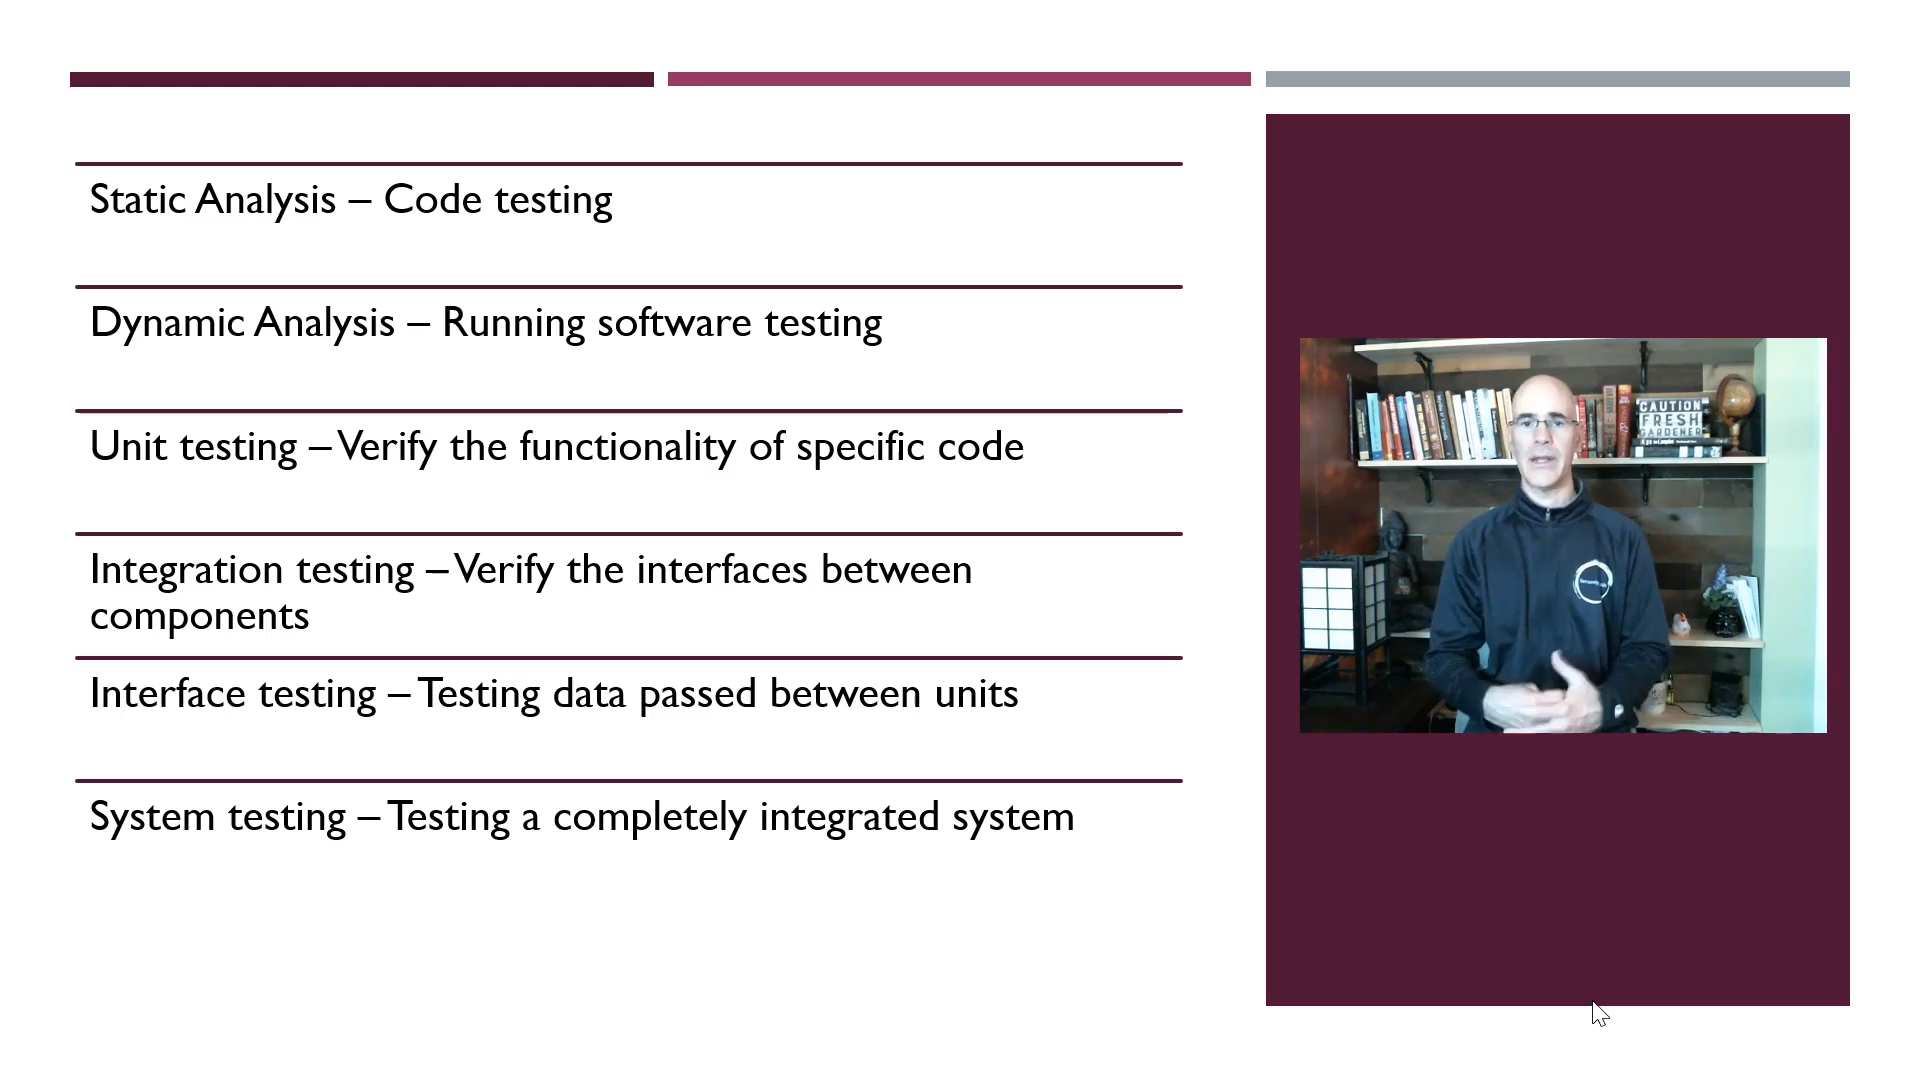 Static Analysis – Code testing
Dynamic Analysis – Running software testing
Unit testing – Verify the functionality of specific code
Integration testing – Verify the interfaces between
components
Interface testing – Testing data passed between units
System testing – Testing a completely integrated system
CAUTION
FRESH
GARDENER